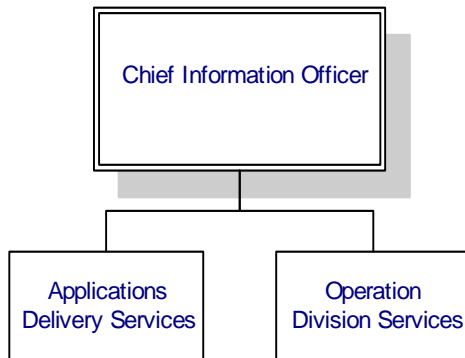 Chief Information Officer
Applications
Delivery Services
Operation
Division Services